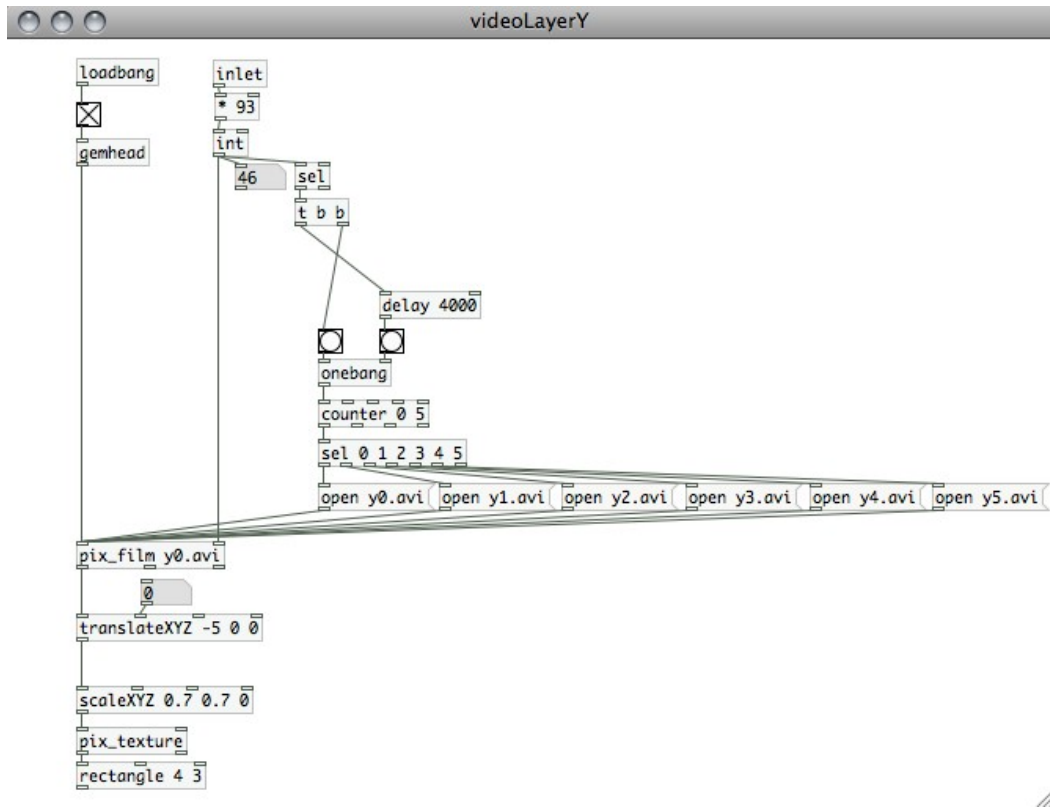 videoLayerY
loadbang
inlet
* 93
int
gemhead
46
sel
t b b
delay 4000
onebang
counter 0 5
sel 0 1 2 3 4 5
open y0.avi
open y1.avi
open y2.avi
open y3.avi
open y4.avi
open y5.avi
pix_film y0.avi
0
translateXYZ -5 0 0
scaleXYZ 0.7 0.7 0
pix_texture
rectangle 4 3